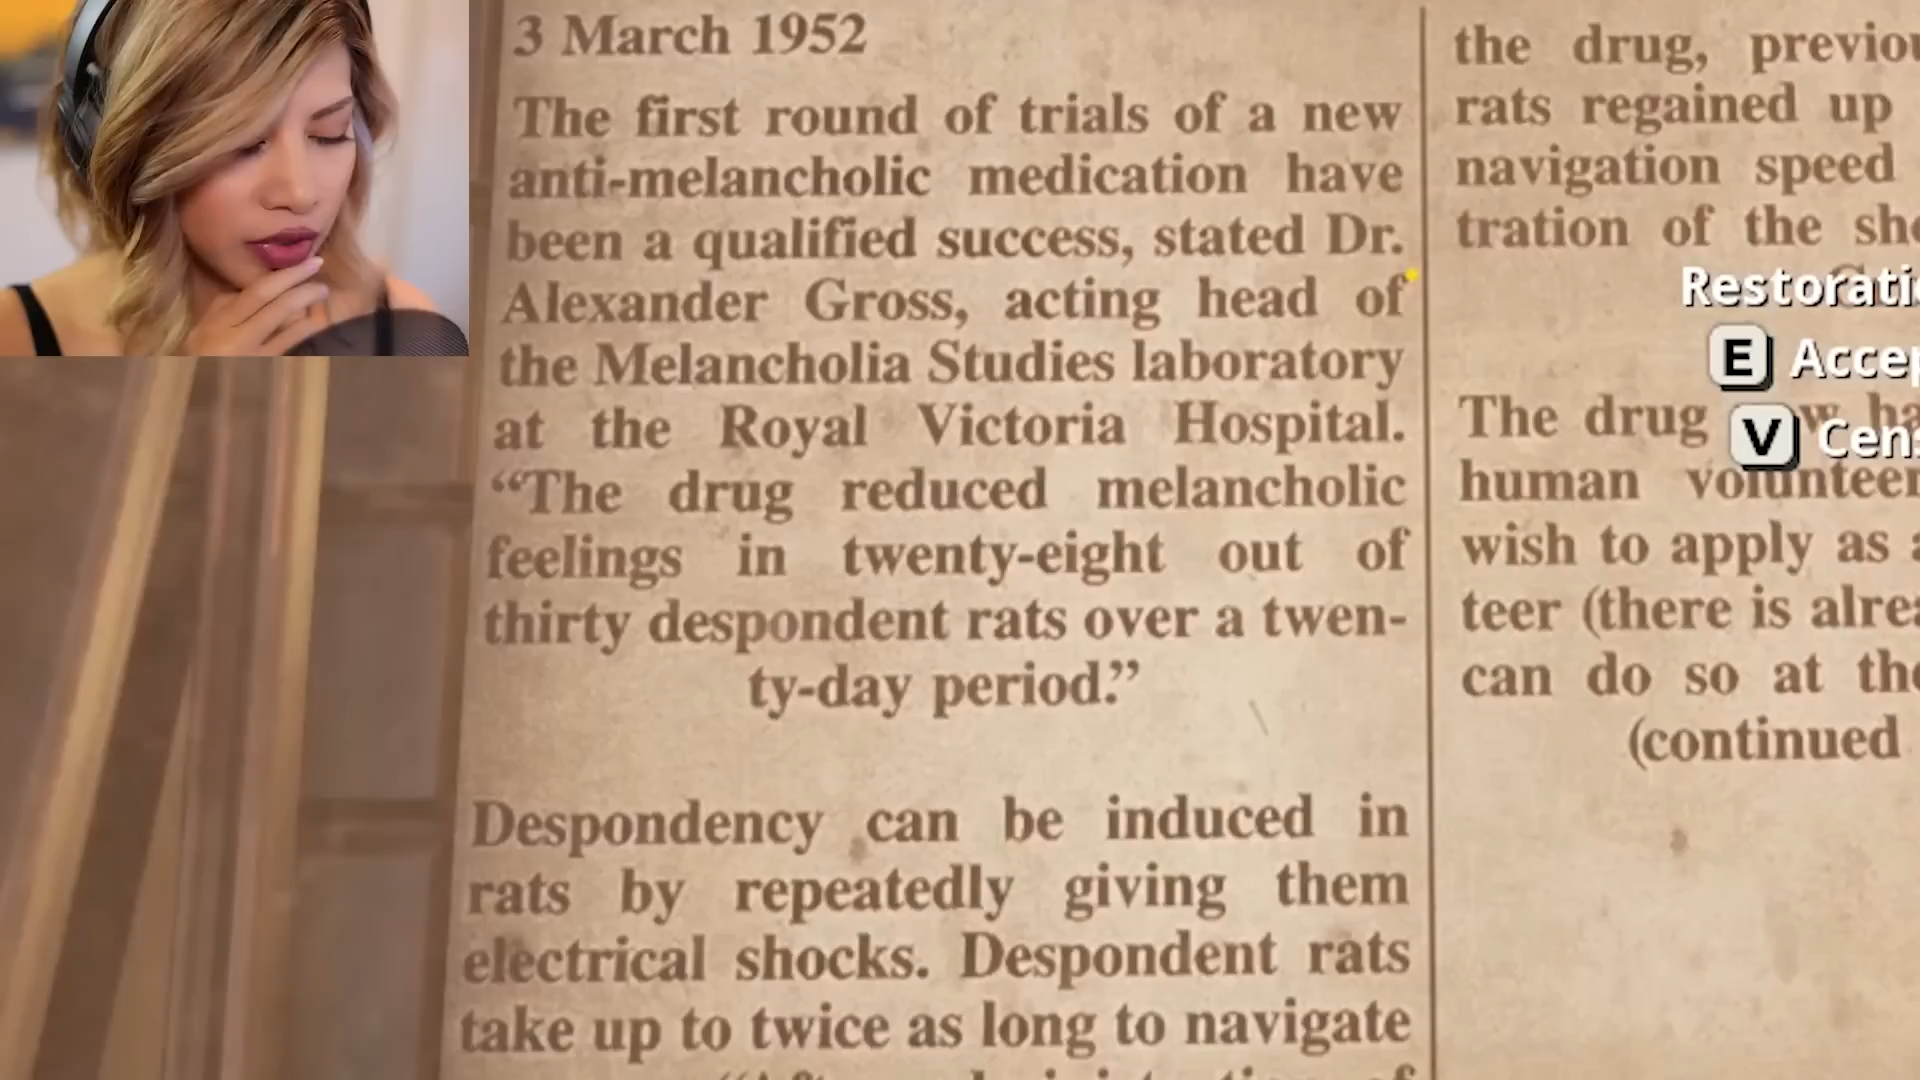 3 March 1952
The first round of trials of a new
anti-melancholic medication have
been a qualified success, stated Dr.
Alexander Gross, acting head of
the Melancholia Studies laboratory
at the Royal Victoria Hospital.
“The drug reduced melancholic
feelings in twenty-eight out of
thirty despondent rats over a twen-
ty-day period.”
Despondency can be induced in
rats by repeatedly giving them
electrical shocks. Despondent rats
take up to twice as long to navigate
the drug,
rats regained up
navigation speed
tration of the
The drug
human
wish to apply as
teer (there is
can do so at
(continued
E
V